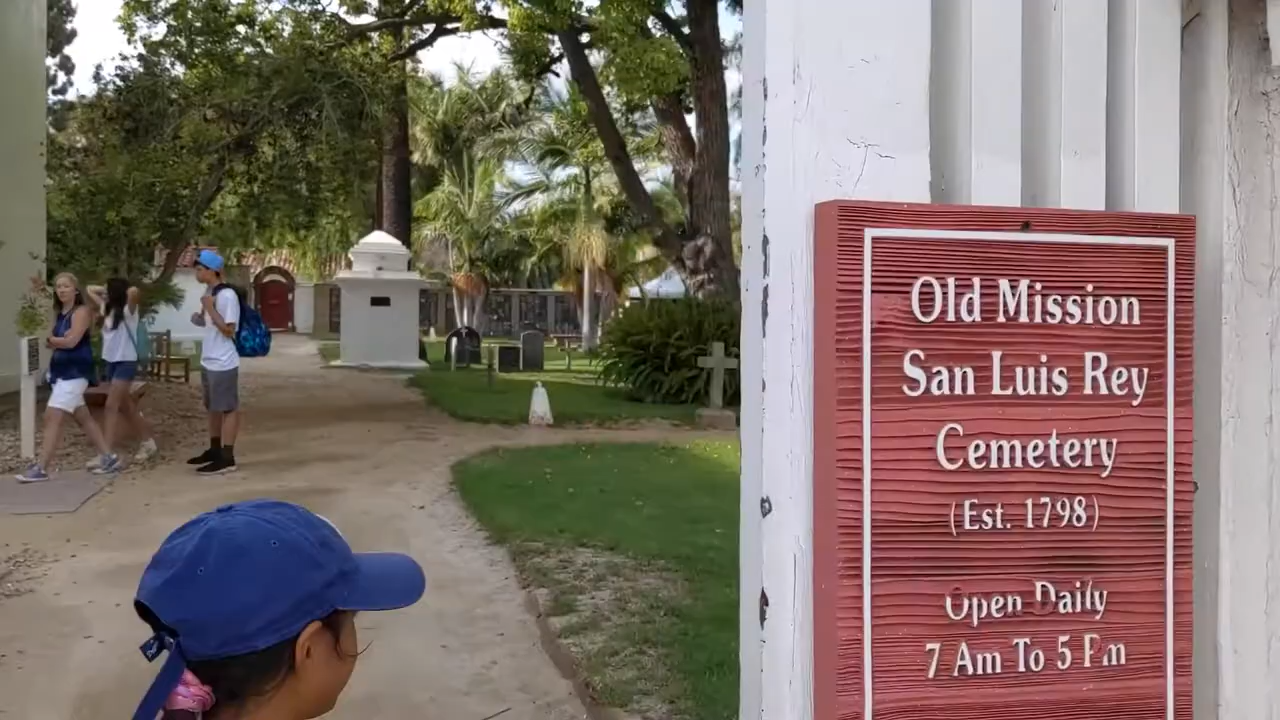 Old Mission
San Luis Rey
Cemetery
(Est. 1798)
Open Daily
7 Am To 5 Pm